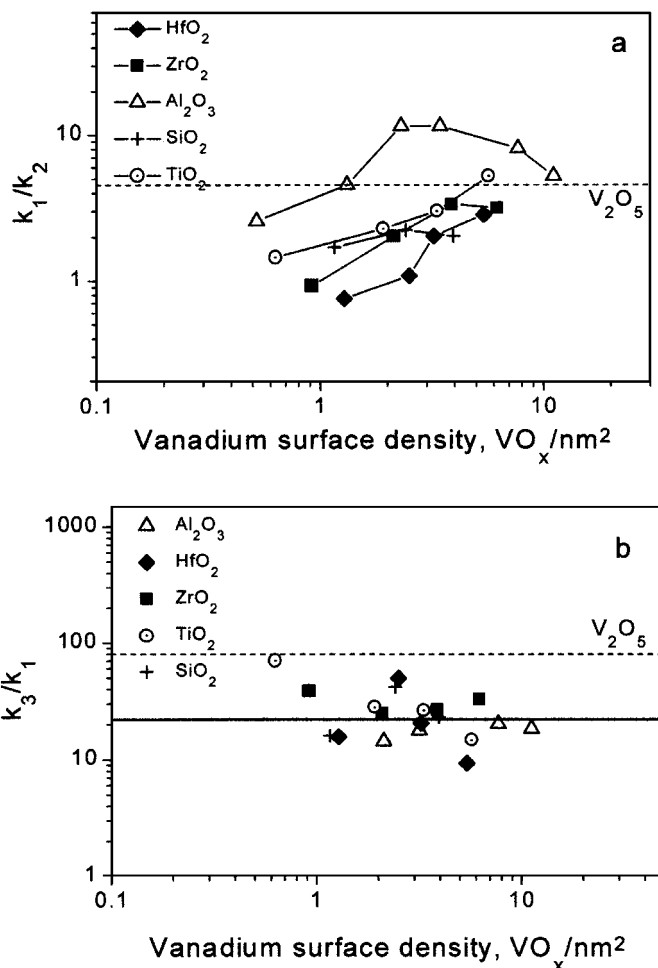 a
HfO₂
ZrO₂
Al₂O₃
SiO₂
TiO₂
k₁/k₂
10
1
V₂O₅
0.1 1 10
Vanadium surface density, VOₓ/nm²
b
Al₂O₃
HfO₂
ZrO₂
TiO₂
SiO₂
k₃/k₁
1000
100
10
1
V₂O₅
0.1 1 10
Vanadium surface density, VOₓ/nm²